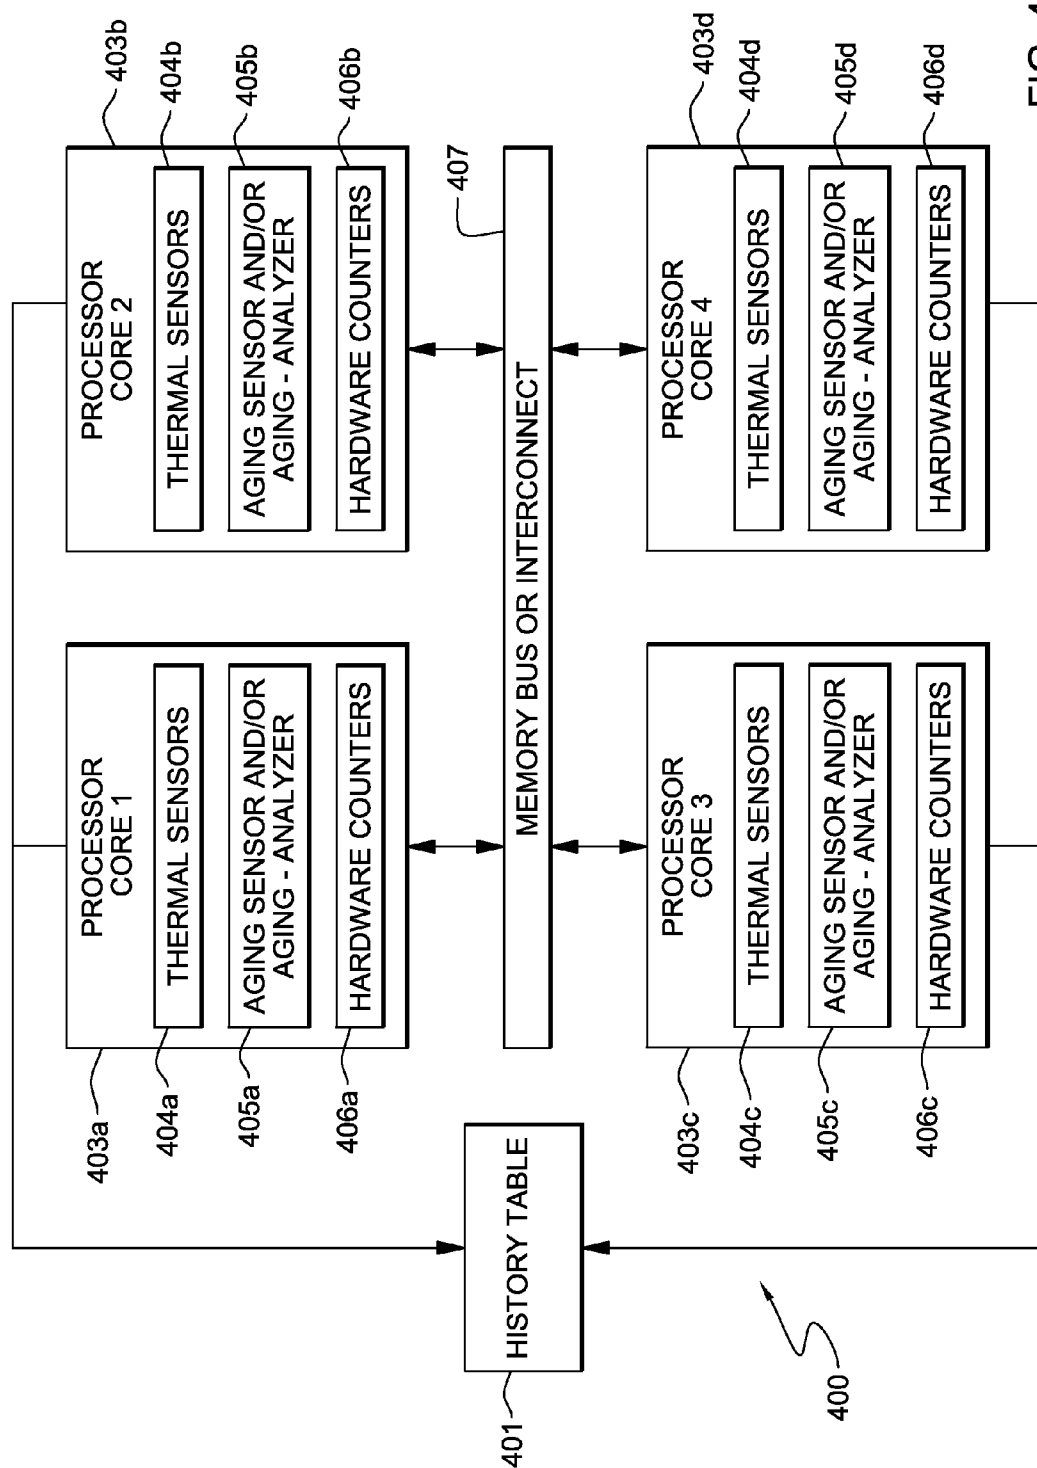 PROCESSOR
CORE 1
THERMAL SENSORS
AGING SENSOR AND/OR
AGING - ANALYZER
HARDWARE COUNTERS
403a
404a
405a
406a
PROCESSOR
CORE 2
THERMAL SENSORS
AGING SENSOR AND/OR
AGING - ANALYZER
HARDWARE COUNTERS
403b
404b
405b
406b
HISTORY TABLE
401
MEMORY BUS OR INTERCONNECT
407
PROCESSOR
CORE 3
THERMAL SENSORS
AGING SENSOR AND/OR
AGING - ANALYZER
HARDWARE COUNTERS
403c
404c
405c
406c
PROCESSOR
CORE 4
THERMAL SENSORS
AGING SENSOR AND/OR
AGING - ANALYZER
HARDWARE COUNTERS
403d
404d
405d
406d
400
FIG.